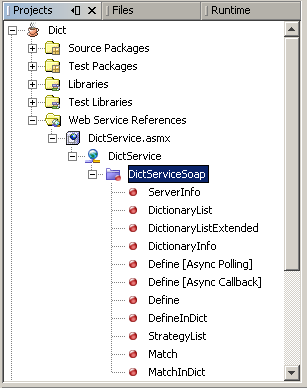 Projects Files Runtime
Dict
Source Packages
Test Packages
Libraries
Test Libraries
Web Service References
DictService.asmx
DictService
DictServiceSoap
ServerInfo
DictionaryList
DictionaryListExtended
DictionaryInfo
Define [Async Polling]
Define [Async Callback]
Define
DefineInDict
StrategyList
Match
MatchInDict